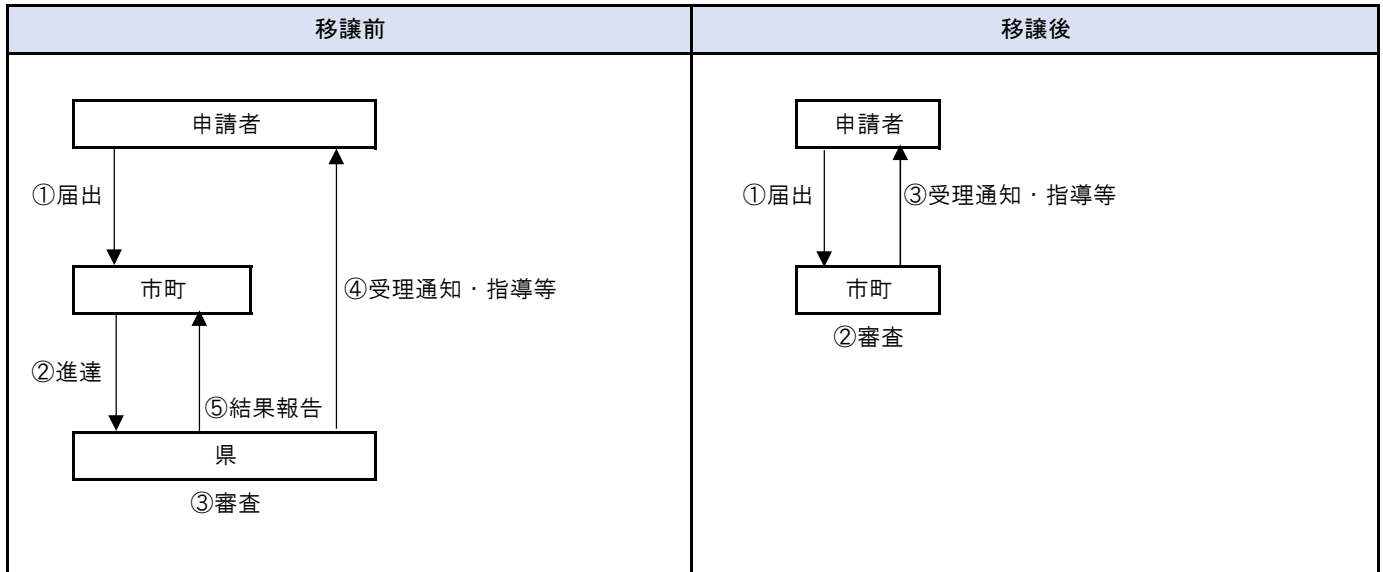 移譲前
移譲後
申請者
①届出
市町
④受理通知・指導等
②進達
⑤結果報告
県
③審査
申請者
①届出
③受理通知・指導等
市町
②審査